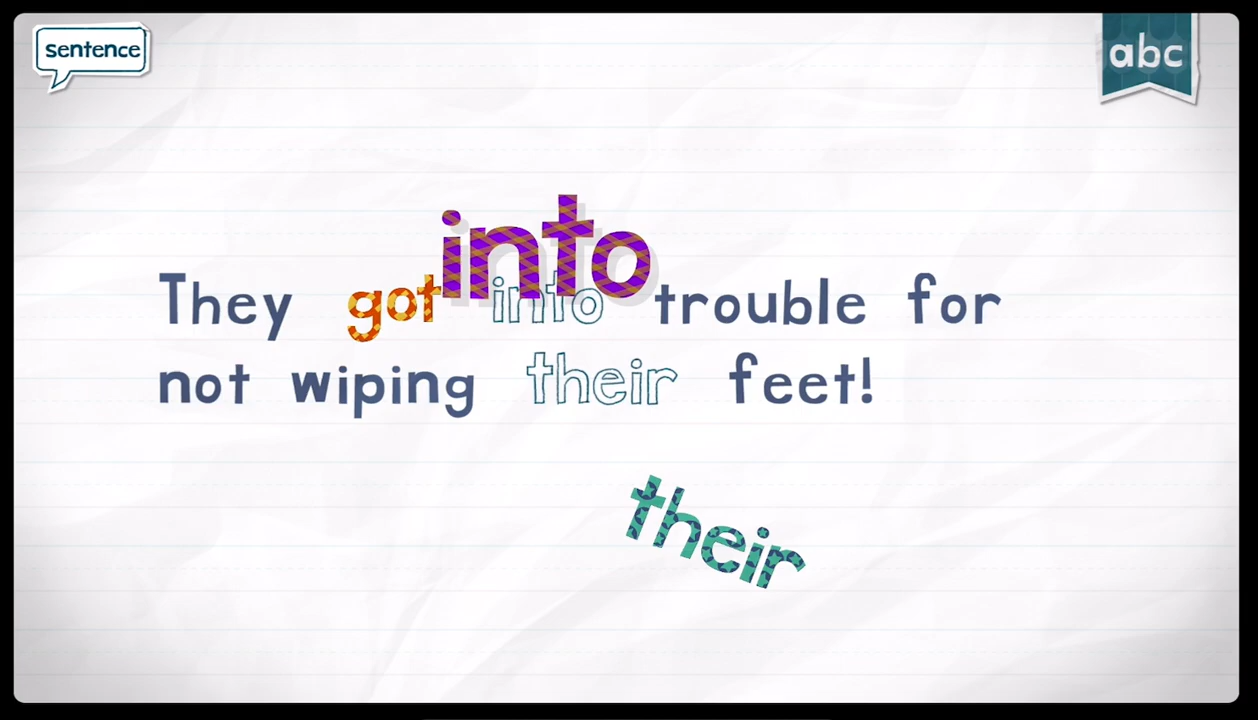 sentence
abc
into
They got into trouble for
not wiping their feet!
their